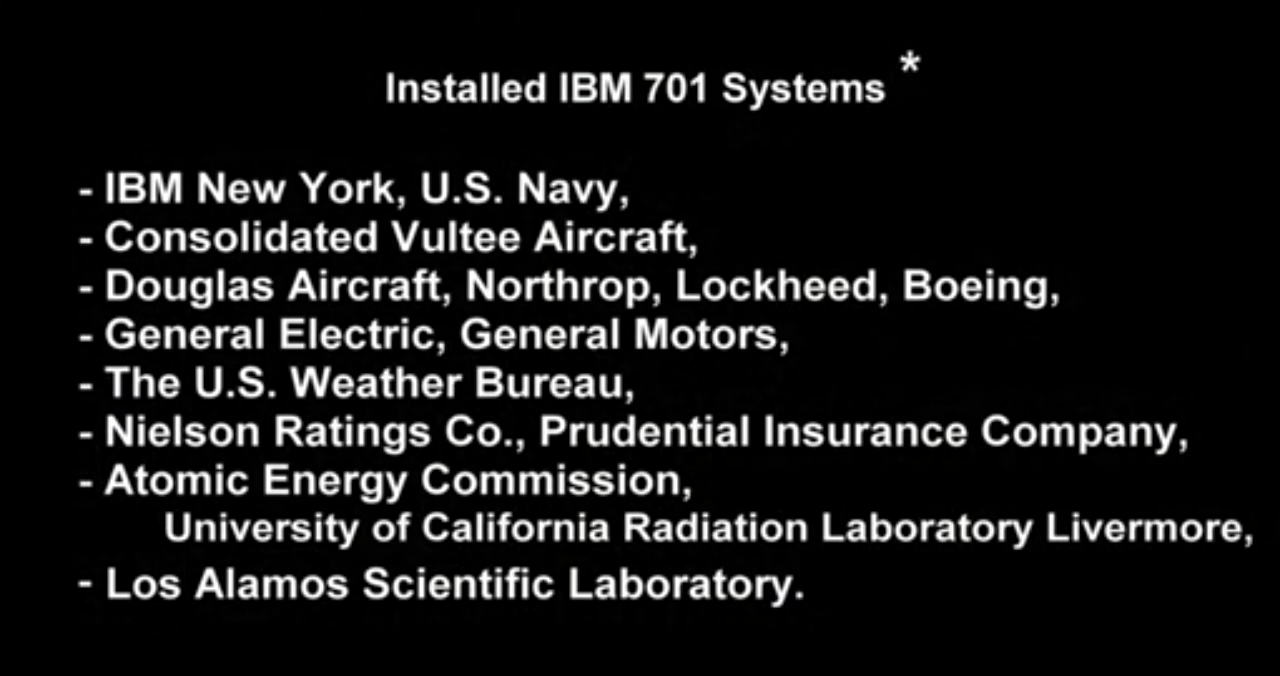 Installed IBM 701 Systems *
- IBM New York, U.S. Navy,
- Consolidated Vultee Aircraft,
- Douglas Aircraft, Northrop, Lockheed, Boeing,
- General Electric, General Motors,
- The U.S. Weather Bureau,
- Nielson Ratings Co., Prudential Insurance Company,
- Atomic Energy Commission,
University of California Radiation Laboratory Livermore,
- Los Alamos Scientific Laboratory.